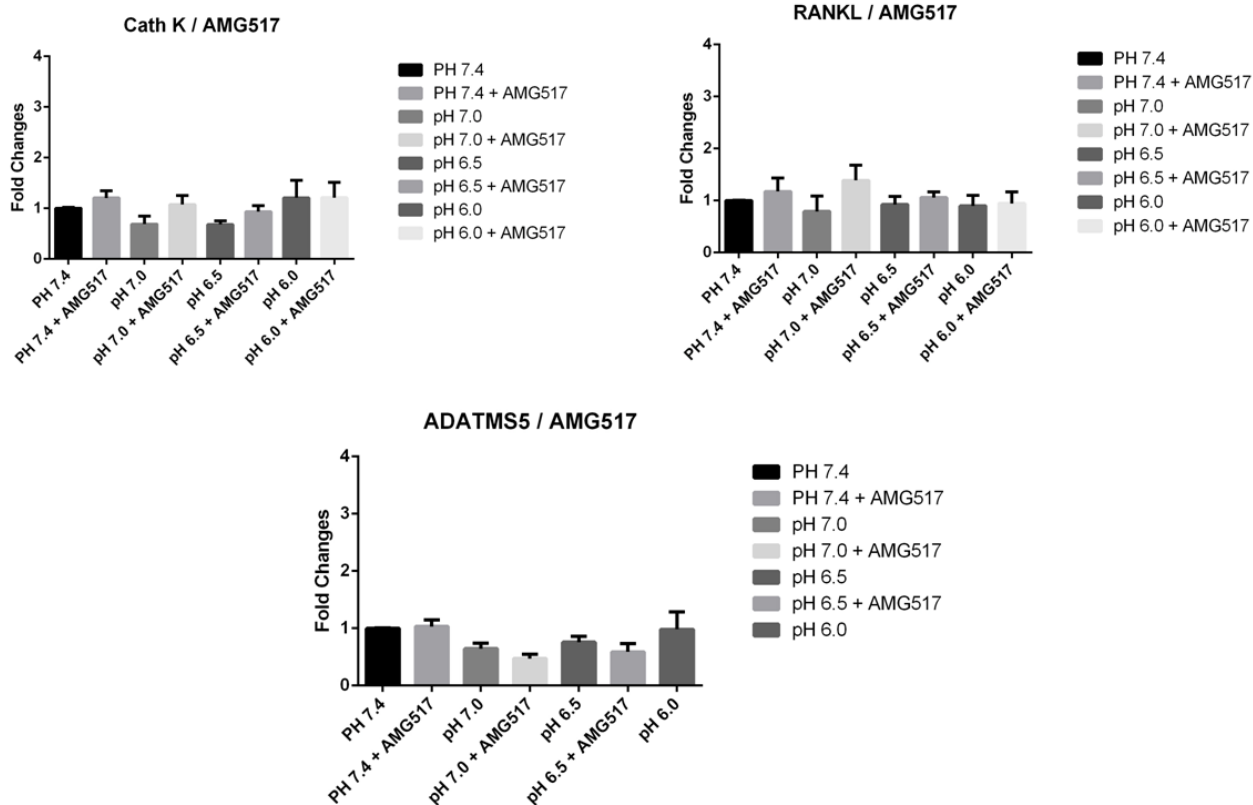 Cath K / AMG517
Fold Changes
4
3
2
1
0
PH 7.4
PH 7.4 + AMG517
pH 7.0
pH 7.0 + AMG517
pH 6.5
pH 6.5 + AMG517
pH 6.0
pH 6.0 + AMG517
PH 7.4
PH 7.4 + AMG517
pH 7.0
pH 7.0 + AMG517
pH 6.5
pH 6.5 + AMG517
pH 6.0
pH 6.0 + AMG517
RANKL / AMG517
Fold Changes
4
3
2
1
0
PH 7.4
PH 7.4 + AMG517
pH 7.0
pH 7.0 + AMG517
pH 6.5
pH 6.5 + AMG517
pH 6.0
pH 6.0 + AMG517
PH 7.4
PH 7.4 + AMG517
pH 7.0
pH 7.0 + AMG517
pH 6.5
pH 6.5 + AMG517
pH 6.0
pH 6.0 + AMG517
ADATMS5 / AMG517
Fold Changes
4
3
2
1
0
PH 7.4
PH 7.4 + AMG517
pH 7.0
pH 7.0 + AMG517
pH 6.5
pH 6.5 + AMG517
pH 6.0
PH 7.4
PH 7.4 + AMG517
pH 7.0
pH 7.0 + AMG517
pH 6.5
pH 6.5 + AMG517
pH 6.0